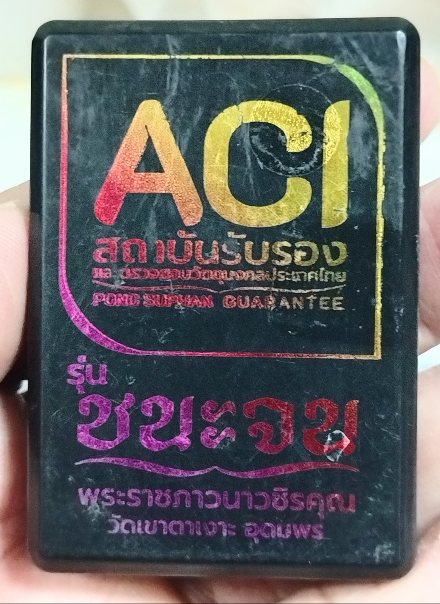 ACI
สถาบันรับรอง
และ ตรวจสอบวัตถุมงคลประเทศไทย
PONG SUPHAN GUARANTEE
รุ่น
ชนะจน
พระราชภาวนาวชิรคุณ
วัดเขาตาเงาะ อุดมพร